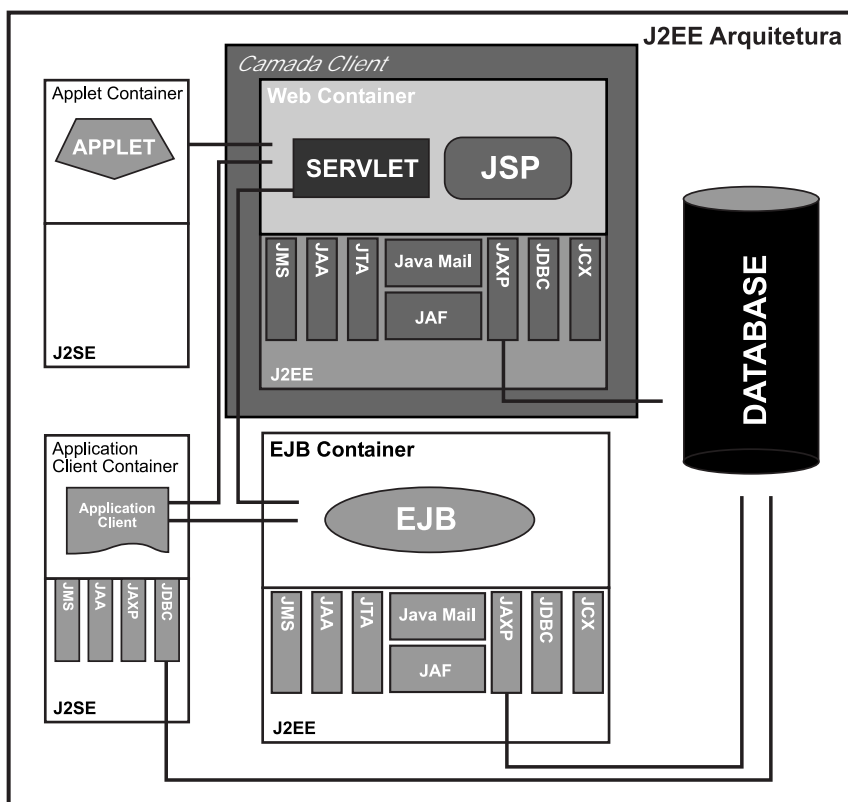 J2EE Arquitetura
Camada Client
Applet Container
APPLET
J2SE
Web Container
SERVLET
JSP
JMS
JAA
JTA
Java Mail
JAF
JAXP
JDBC
JCX
J2EE
DATABASE
Application
Client Container
Application
Client
JMS
JAA
JAXP
JDBC
J2SE
EJB Container
EJB
JMS
JAA
JTA
Java Mail
JAF
JAXP
JDBC
JCX
J2EE